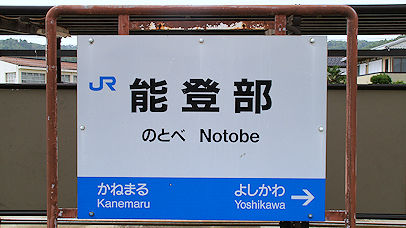 JR
能登部
のとべ Notobe
かねまる よしかわ
Kanemaru Yoshikawa →